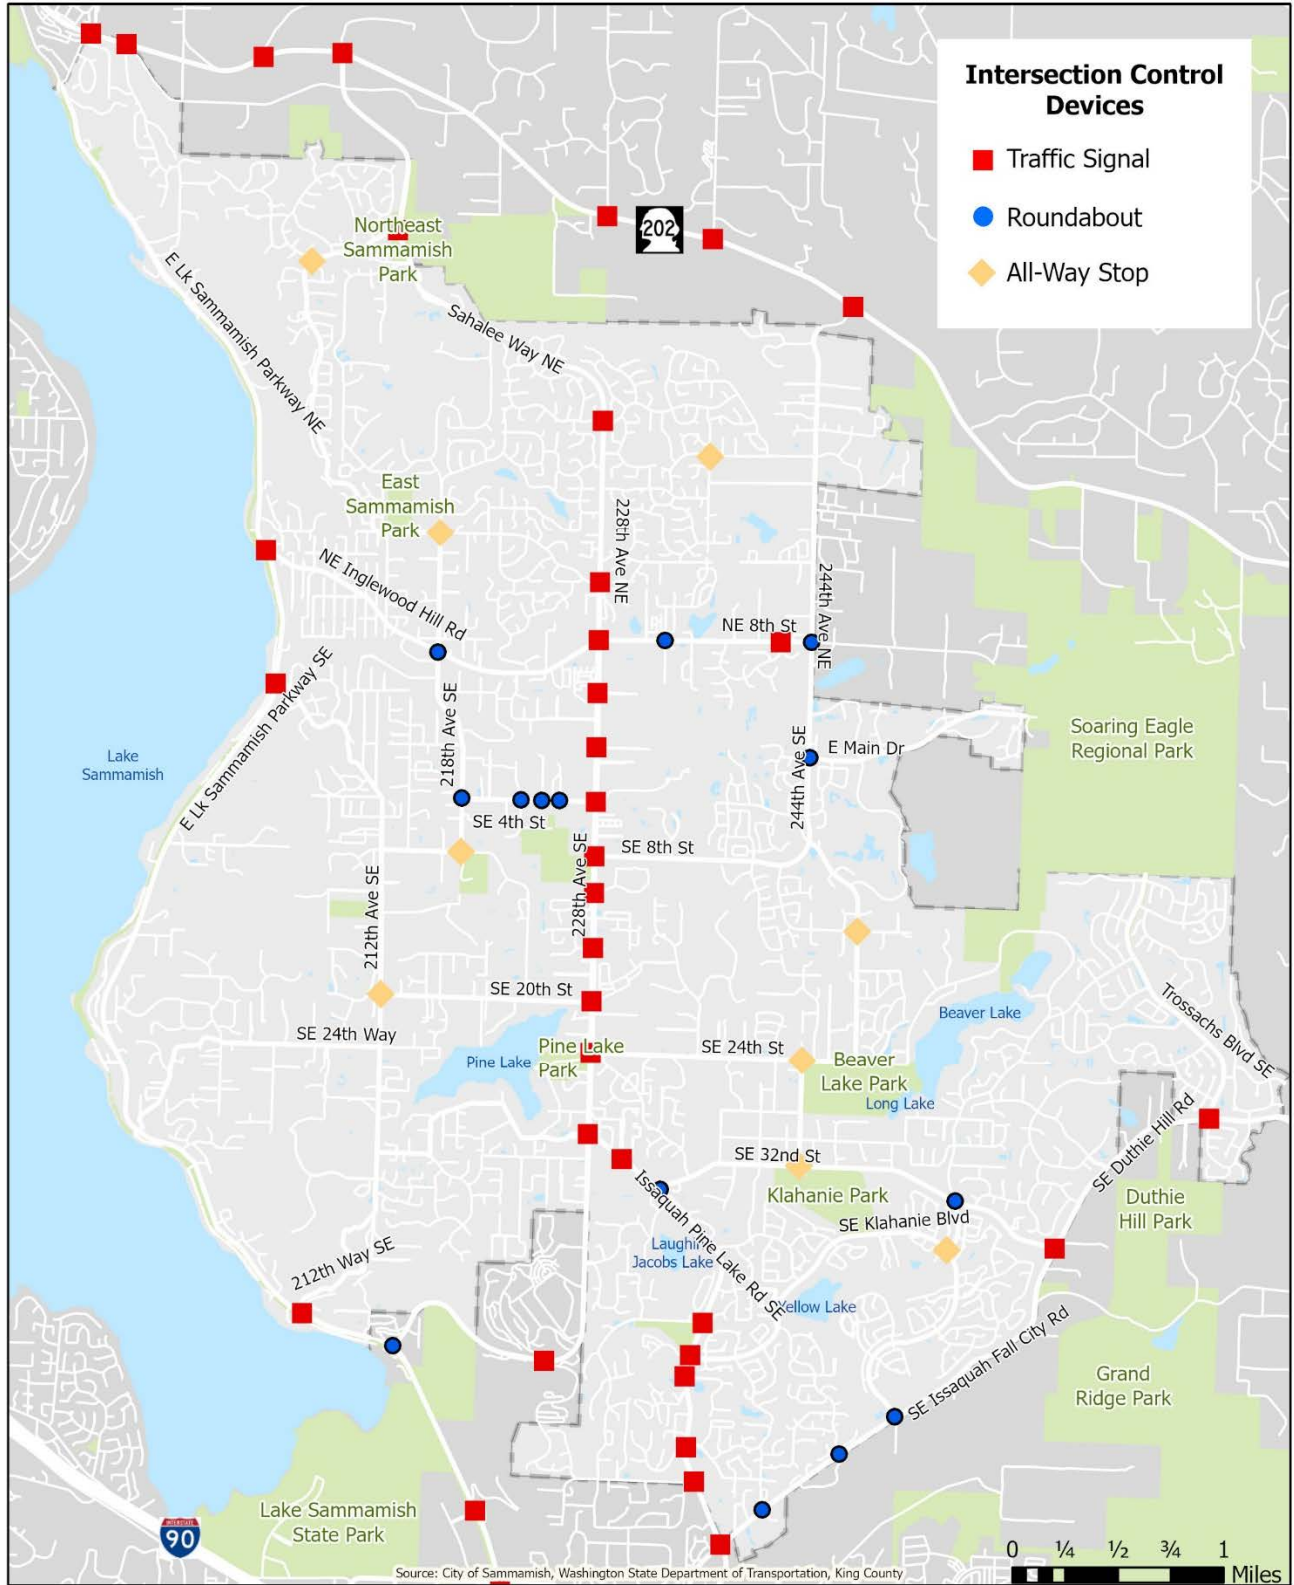 Intersection Control
Devices
Traffic Signal
Roundabout
All-Way Stop
202
Northeast
Sammamish
Park
E Lk Sammamish Parkway NE
Sahalee Way NE
East
Sammamish
Park
228th Ave NE
NE Inglewood Hill Rd
NE 8th St
244th Ave NE
E Lk Sammamish Parkway SE
218th Ave SE
Soaring Eagle
Regional Park
E Main Dr
244th Ave SE
Lake
Sammamish
SE 4th St
SE 8th St
228th Ave SE
212th Ave SE
SE 20th St
Beaver Lake
Trossachs Blvd SE
SE 24th Way
Pine Lake
Pine Lake
Park
SE 24th St
Beaver
Lake Park
Long Lake
SE Duthie Hill Rd
SE 32nd St
Issaquah Pine Lake Rd SE
Klahanie Park
Duthie
Hill Park
SE Klahanie Blvd
Laughin
Jacobs Lake
212th Way SE
Yellow Lake
SE Issaquah Fall City Rd
Grand
Ridge Park
Lake Sammamish
State Park
INTERSTATE
90
0 ¼ ½ ¾ 1
Miles
Source: City of Sammamish, Washington State Department of Transportation, King County